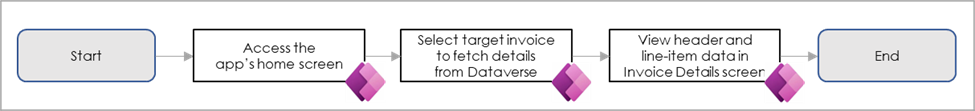 Start
Access the
app's home screen
Select target invoice
to fetch details
from Dataverse
View header and
line-item data in
Invoice Details screen
End